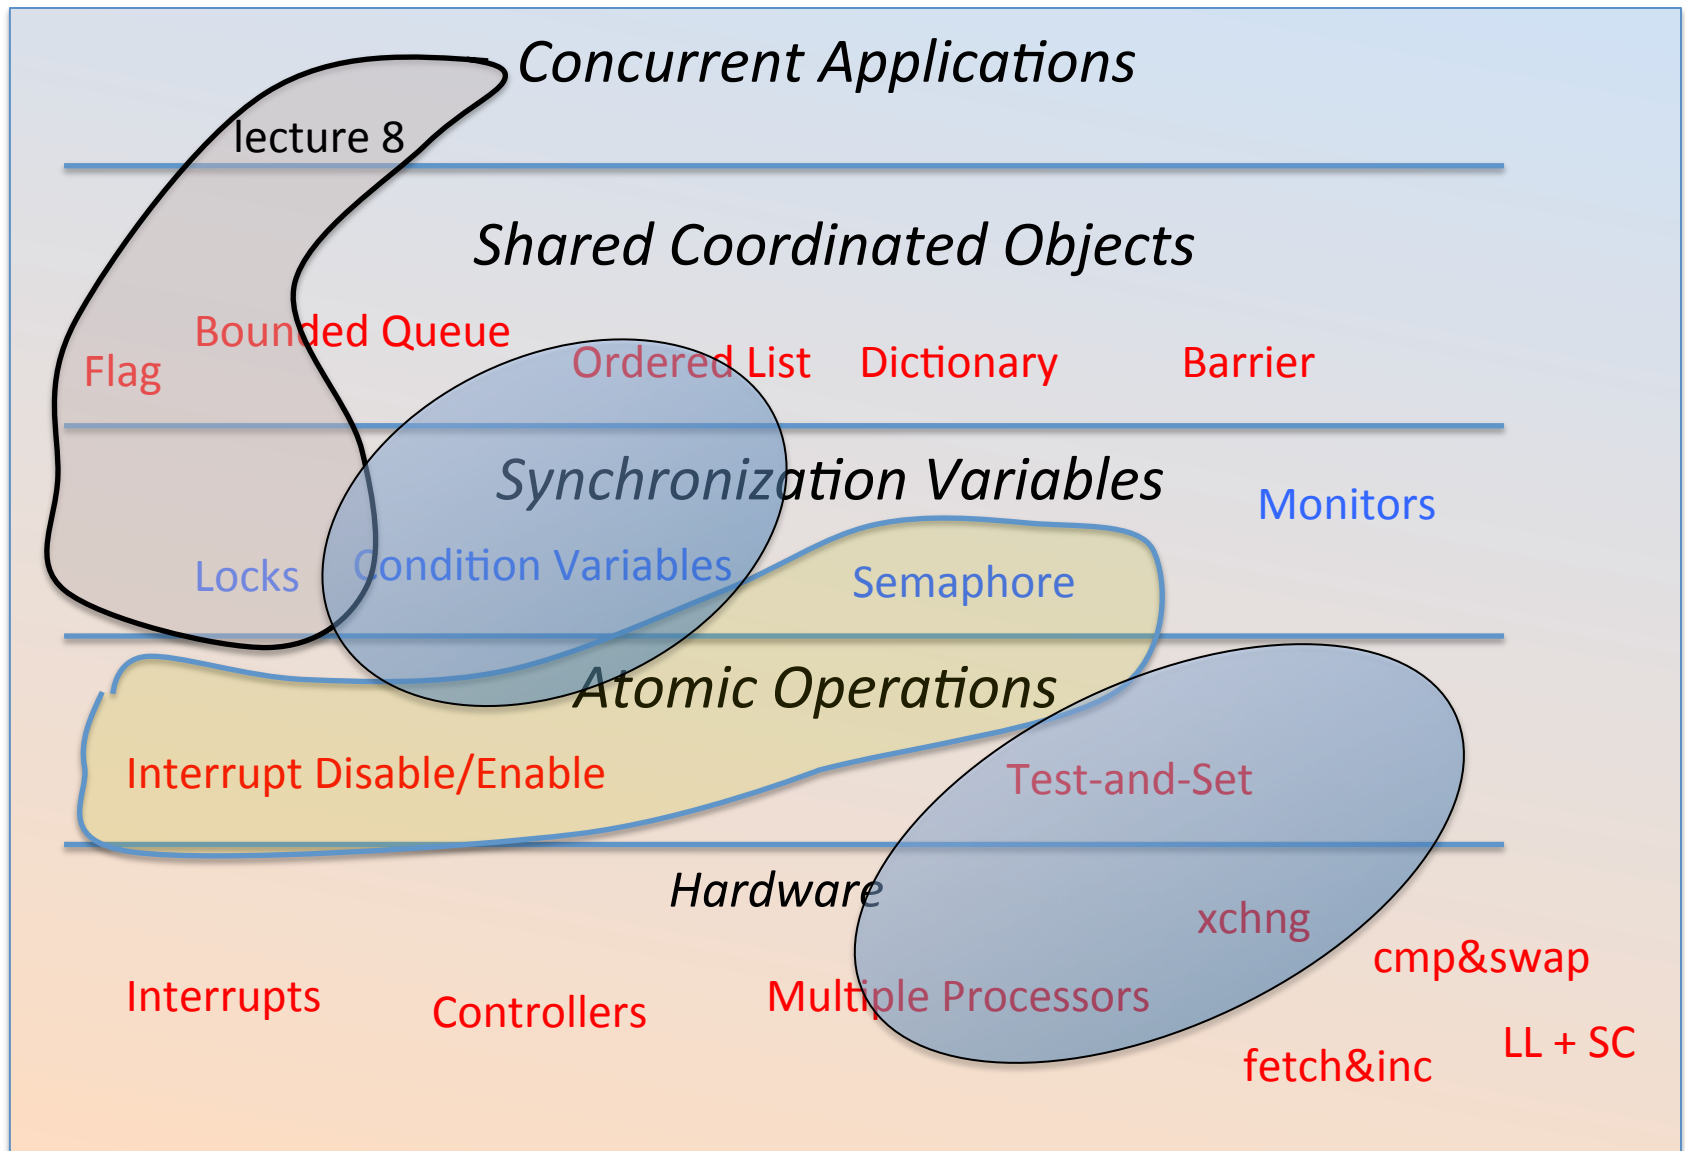 Concurrent Applications
lecture 8
Shared Coordinated Objects
Bounded Queue
Flag
Ordered List
Dictionary
Barrier
Synchronization Variables
Monitors
Locks
Condition Variables
Semaphore
Atomic Operations
Interrupt Disable/Enable
Test-and-Set
Hardware
xchng
cmp&swap
Interrupts
Controllers
Multiple Processors
LL + SC
fetch&inc